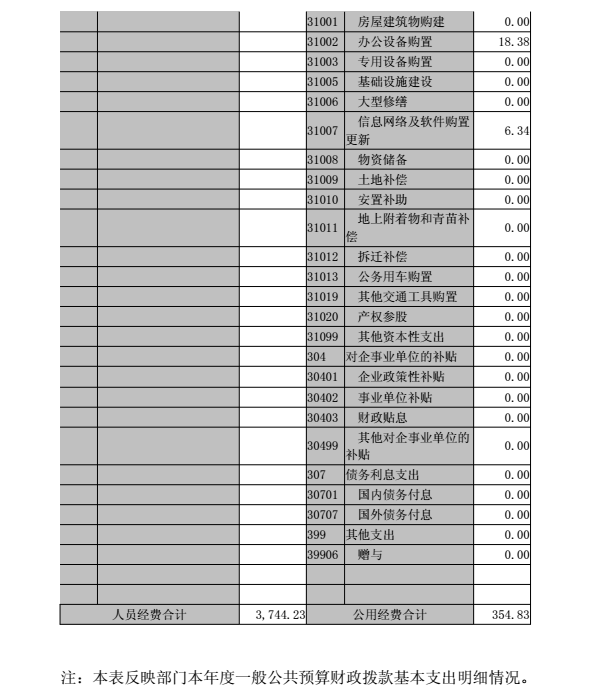 31001 房屋建筑物购建 0.00
31002 办公设备购置 18.38
31003 专用设备购置 0.00
31005 基础设施建设 0.00
31006 大型修缮 0.00
31007 信息网络及软件购置
更新 6.34
31008 物资储备 0.00
31009 土地补偿 0.00
31010 安置补助 0.00
31011 地上附着物和青苗补
偿 0.00
31012 拆迁补偿 0.00
31013 公务用车购置 0.00
31019 其他交通工具购置 0.00
31020 产权参股 0.00
31099 其他资本性支出 0.00
304 对企事业单位的补贴 0.00
30401 企业政策性补贴 0.00
30402 事业单位补贴 0.00
30403 财政贴息 0.00
30499 其他对企事业单位的
补贴 0.00
307 债务利息支出 0.00
30701 国内债务付息 0.00
30707 国外债务付息 0.00
399 其他支出 0.00
39906 赠与 0.00
人员经费合计 3,744.23 公用经费合计 354.83
注：本表反映部门本年度一般公共预算财政拨款基本支出明细情况。